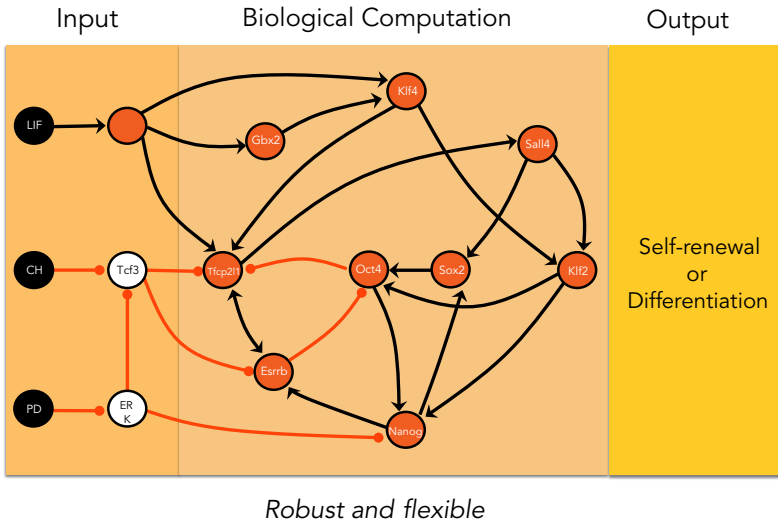 Input
Biological Computation
Output
LIF
Klf4
Gbx2
Sall4
CH
Tcf3
Tfcp2l1
Oct4
Sox2
Klf2
Self-renewal
or
Differentiation
Esrrb
PD
ER
K
Nanog
Robust and flexible